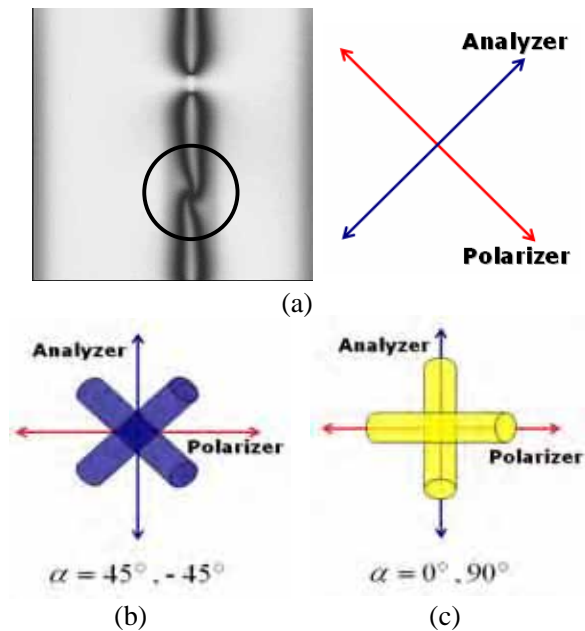 Analyzer
Polarizer
(a)
Analyzer
Polarizer
α = 45° , - 45°
(b)
Analyzer
Polarizer
α = 0° , 90°
(c)